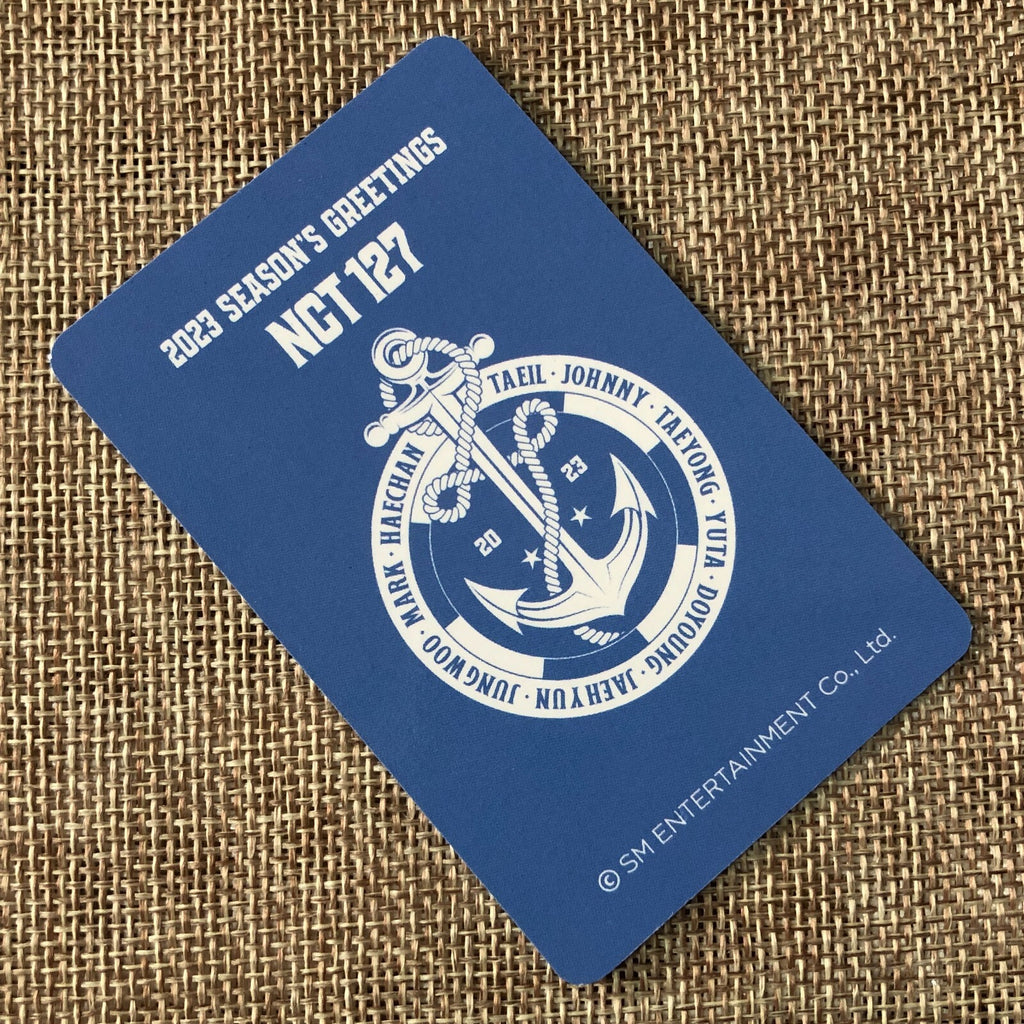 2023 SEASON'S GREETINGS
NCT 127
TAEIL · JOHNNY · TAEYONG · YUTA · DOYOUNG · JAEHYUN · JUNGWOO · MARK · HAECHAN
20 23
© SM ENTERTAINMENT Co., Ltd.